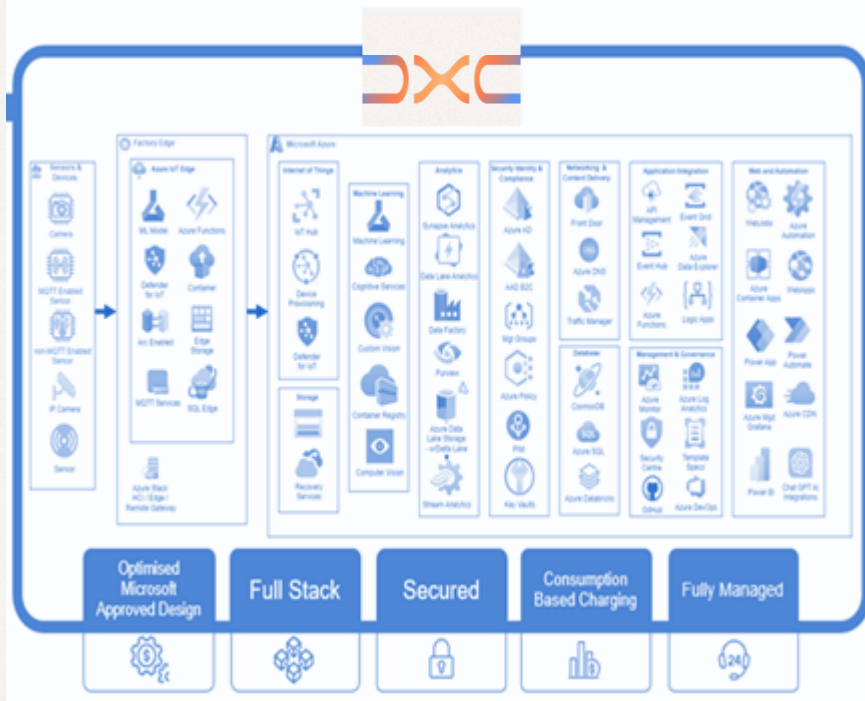 DXC
Factory Edge
Microsoft Azure
Sensors &
Devices
Camera
MQTT Enabled
Sensor
non-MQTT Enabled
Sensor
IP Camera
Sensor
Azure IoT Edge
ML Model
Azure Functions
Defender
for IoT
Container
Arc Enabled
Edge
Storage
MQTT Services
SQL Edge
Azure Stack
HCI / Edge /
Remote Gateway
Internet of Things
IoT Hub
Device
Provisioning
Defender
for IoT
Storage
Recovery
Services
Machine Learning
Machine Learning
Cognitive Services
Custom Vision
Container Registry
Computer Vision
Analytics
Synapse Analytics
Data Lake Analytics
Data Factory
Purview
Azure Data
Lake Storage
- w/Delta Lake
Stream Analytics
Security Identity &
Compliance
Azure AD
AAD B2C
Mgt Groups
Azure Policy
Key Vaults
Networking &
Content Delivery
Front Door
Azure DNS
Traffic Manager
Database
CosmosDB
Azure SQL
Azure Databricks
Application Integration
API
Management
Event Grid
Event Hub
Azure
Data Explorer
Azure
Functions
Logic Apps
Management & Governance
Azure
Monitor
Azure Log
Analytics
Security
Centre
Template
Specs
GitHub
Azure DevOps
Web and Automation
WebJobs
Azure
Automation
Azure
Container Apps
WebApps
Power App
Power
Automate
Azure Mgd
Grafana
Azure CDN
Power BI
Chat GPT AI
Integrations
Optimised
Microsoft
Approved Design
Full Stack
Secured
Consumption
Based Charging
Fully Managed
24